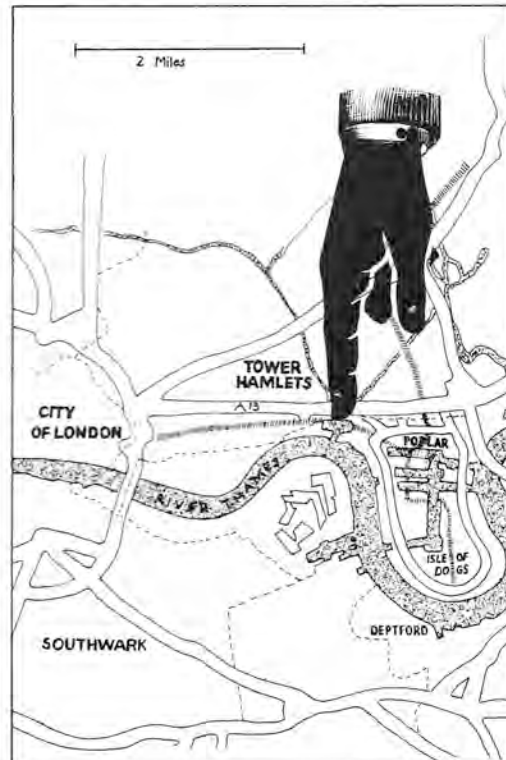 2 Miles
TOWER
HAMLETS
CITY
OF LONDON
A13
POPLAR
RIVER THAMES
ISLE OF
DOGS
DEPTFORD
SOUTHWARK